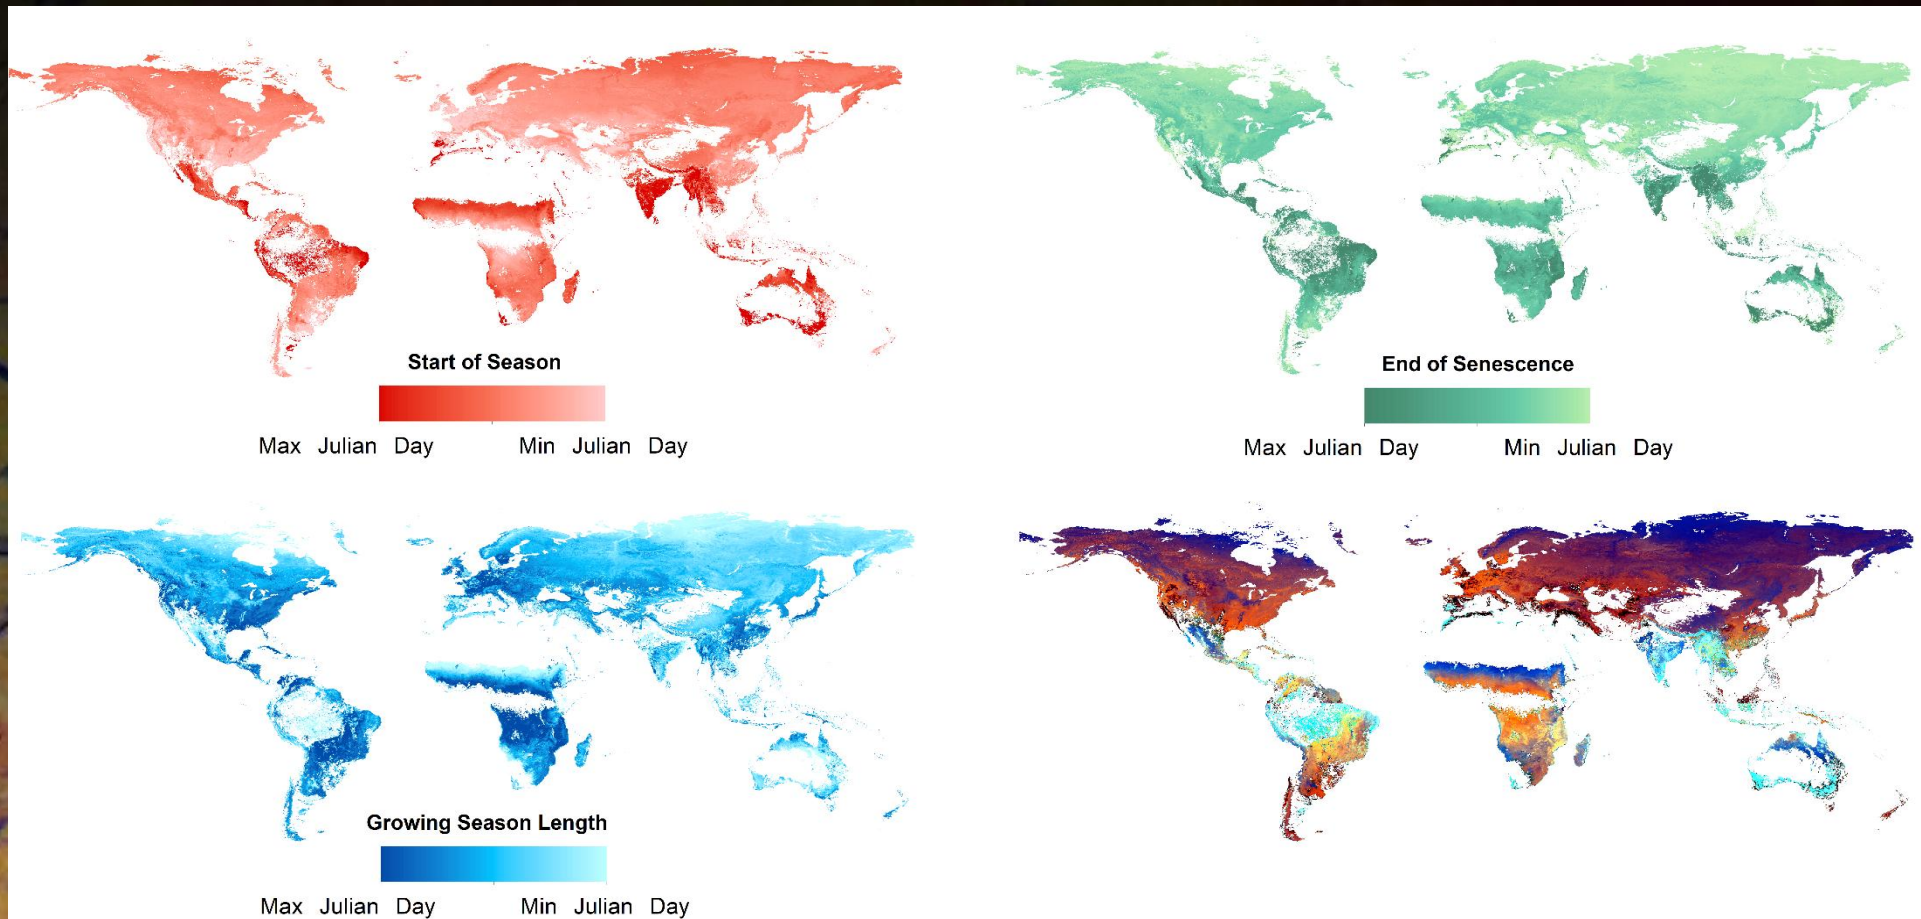 Start of Season
Max Julian Day Min Julian Day
End of Senescence
Max Julian Day Min Julian Day
Growing Season Length
Max Julian Day Min Julian Day